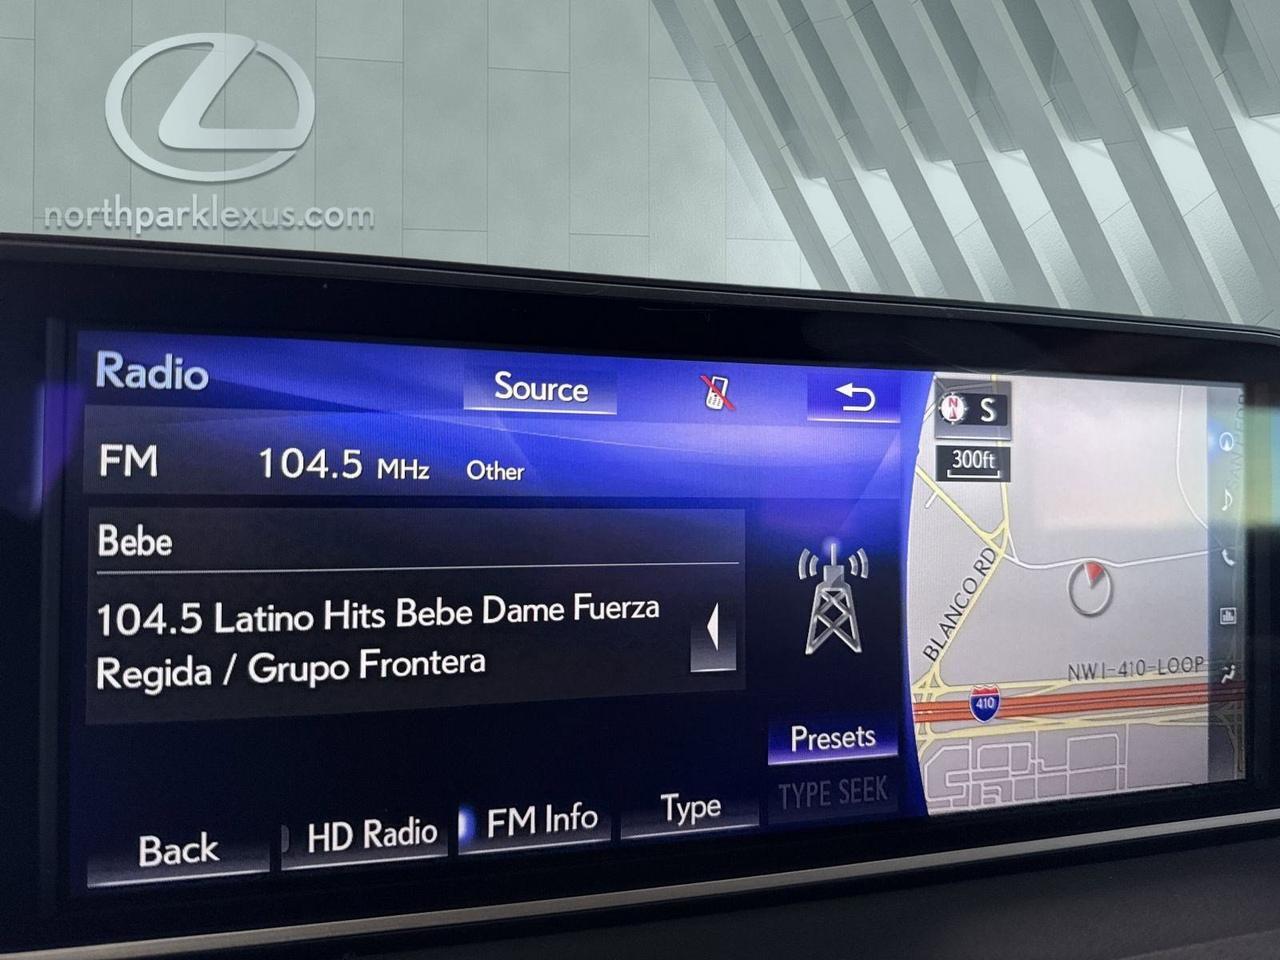 northparklexus.com
Radio
Source
FM 104.5 MHz Other
Bebe
104.5 Latino Hits Bebe Dame Fuerza
Regida / Grupo Frontera
Presets
TYPE SEEK
Back
HD Radio
FM Info
Type
N S
300ft
BLANCO RD
NW I-410-LOOP
410